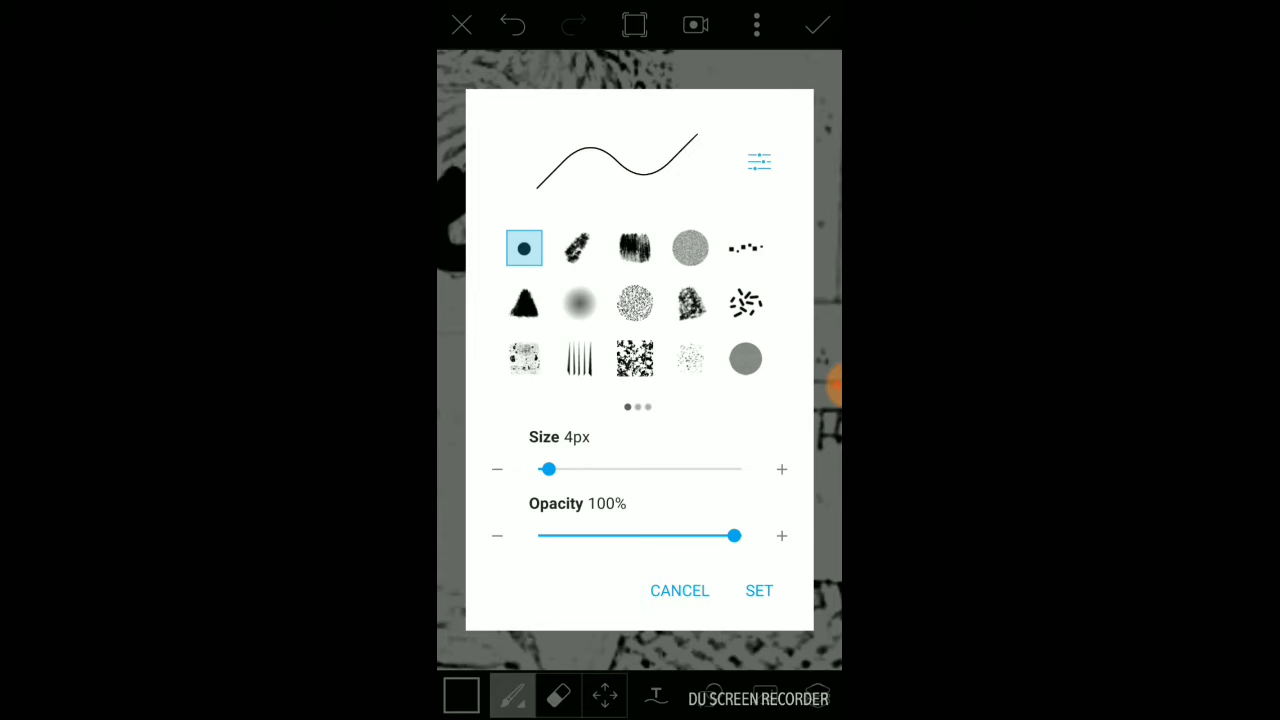 Size 4px
Opacity 100%
CANCEL SET
T
DU SCREEN RECORDER